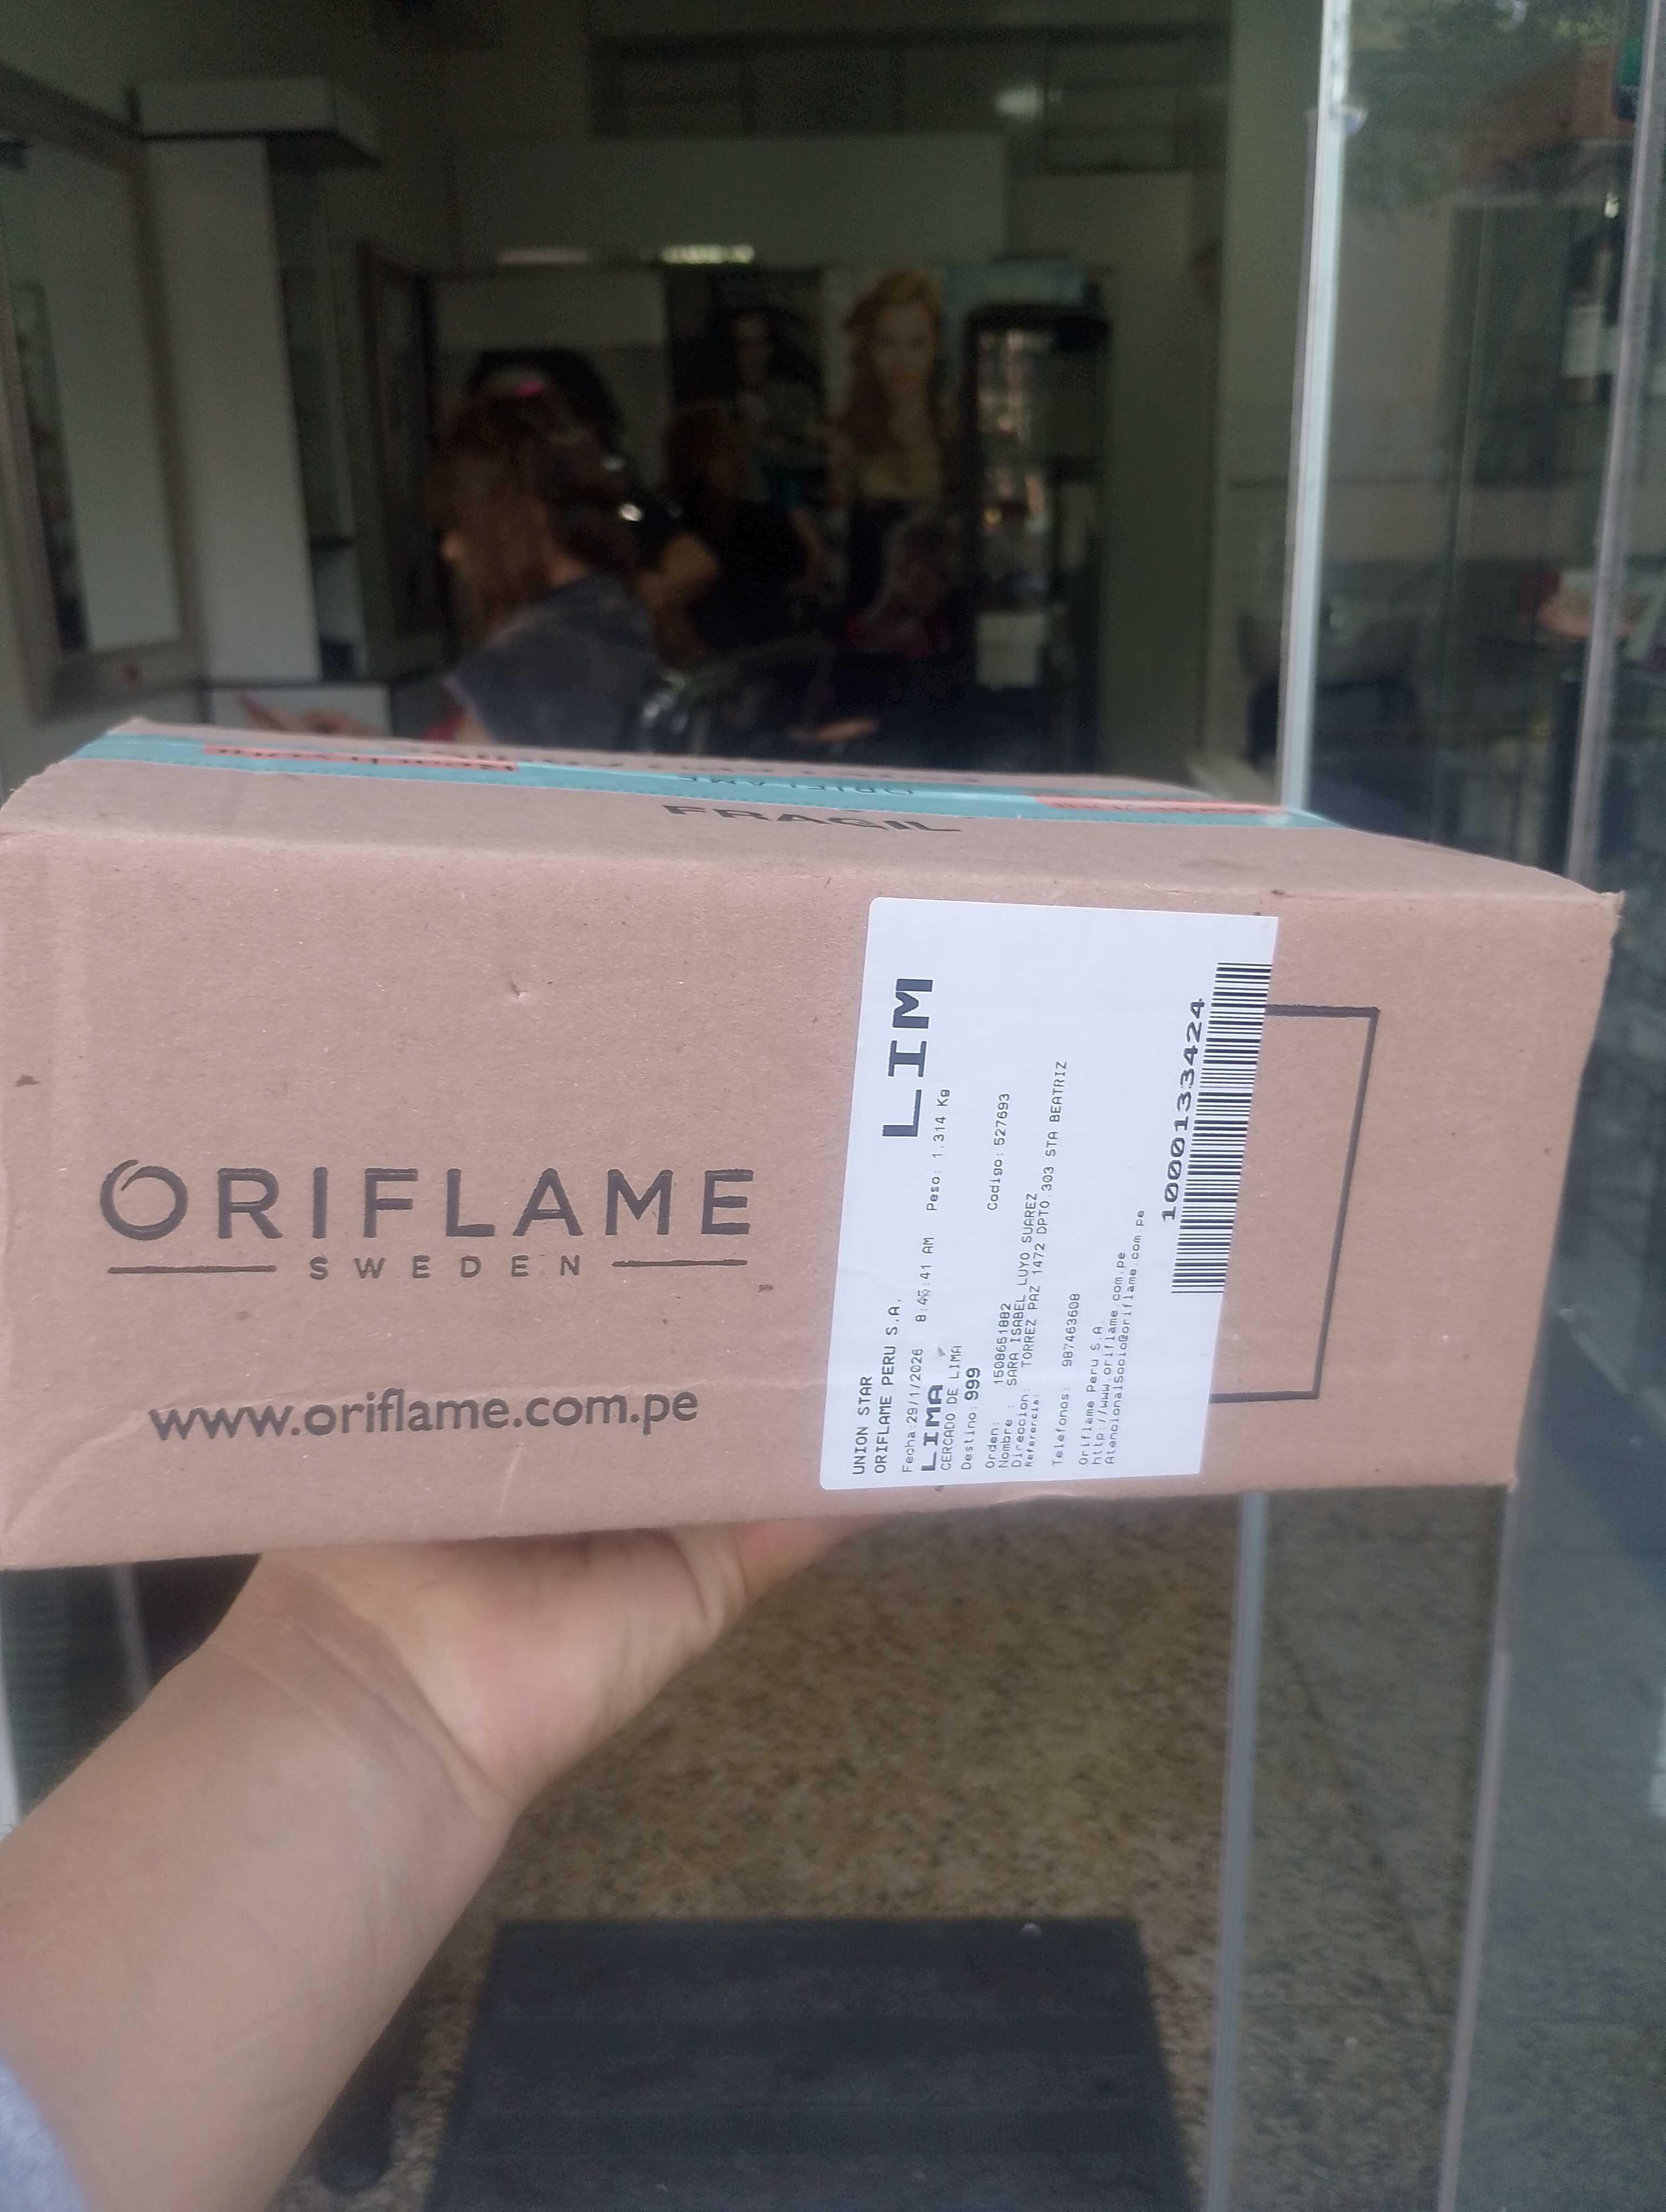 ORIFLAME
FRAGIL
ORIFLAME
SWEDEN
www.oriflame.com.pe
UNION STAR
ORIFLAME PERU S.A.
LIM
Fecha:29/1/2026 :41 AM Peso: 1.314 Kg
LIMA
CERCADO DE LIMA
Destino: 999
Orden: 1508651882 Codigo: 527693
Nombre : SARA ISABEL LUYO SUAREZ
Direccion: TORREZ PAZ 1472 DPTO.303 STA BEATRIZ
Referencia:
Telefonos: 987463608
Oriflame Peru S.A.
http://www.oriflame.com.pe
AtencionalSocio@oriflame.com.pe
1000133424